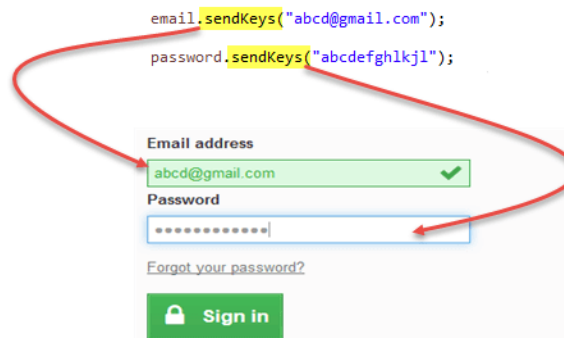 email.sendKeys("abcd@gmail.com");
password.sendKeys("abcdefghlkjl");
Email address
abcd@gmail.com
Password
••••••••••••
Forgot your password?
Sign in